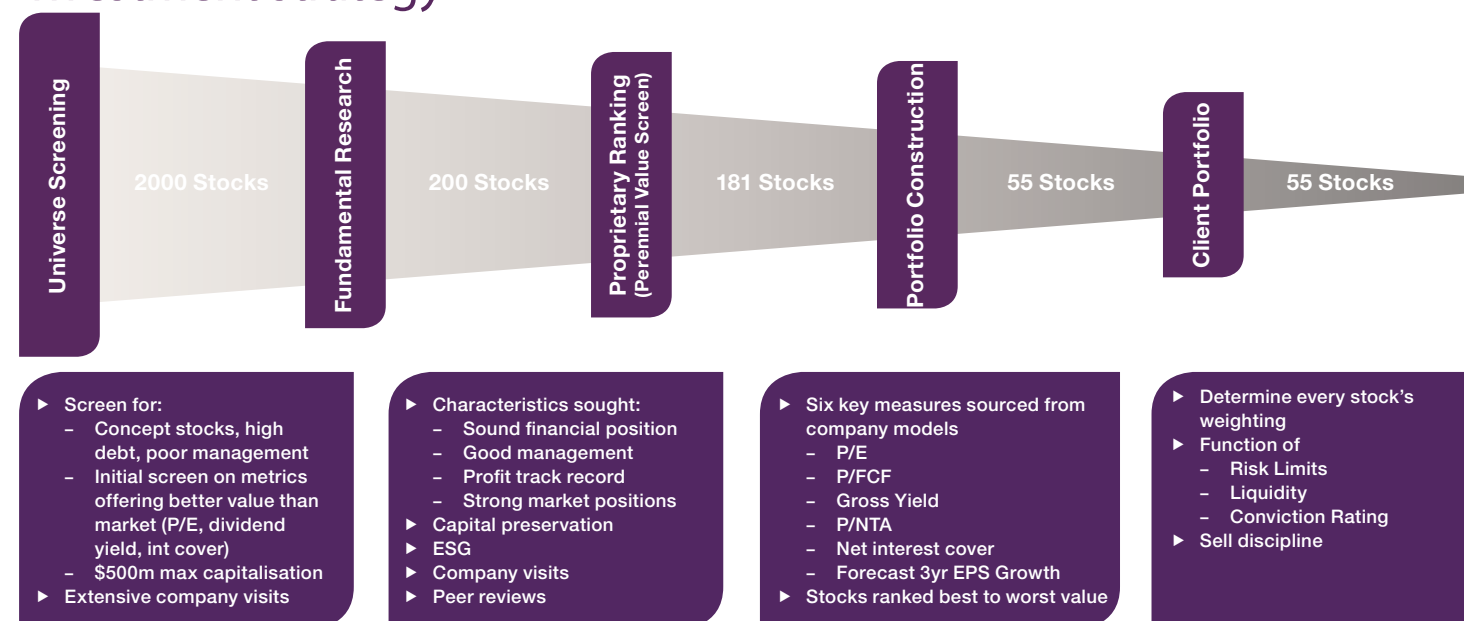 Universe Screening
2000 Stocks
Fundamental Research
200 Stocks
Proprietary Ranking
(Perennial Value Screen)
181 Stocks
Portfolio Construction
55 Stocks
Client Portfolio
55 Stocks
▶ Screen for:
– Concept stocks, high
debt, poor management
– Initial screen on metrics
offering better value than
market (P/E, dividend
yield, int cover)
– $500m max capitalisation
▶ Extensive company visits
▶ Characteristics sought:
– Sound financial position
– Good management
– Profit track record
– Strong market positions
▶ Capital preservation
▶ ESG
▶ Company visits
▶ Peer reviews
▶ Six key measures sourced from
company models
– P/E
– P/FCF
– Gross Yield
– P/NTA
– Net interest cover
– Forecast 3yr EPS Growth
▶ Stocks ranked best to worst value
▶ Determine every stock’s
weighting
▶ Function of
– Risk Limits
– Liquidity
– Conviction Rating
▶ Sell discipline